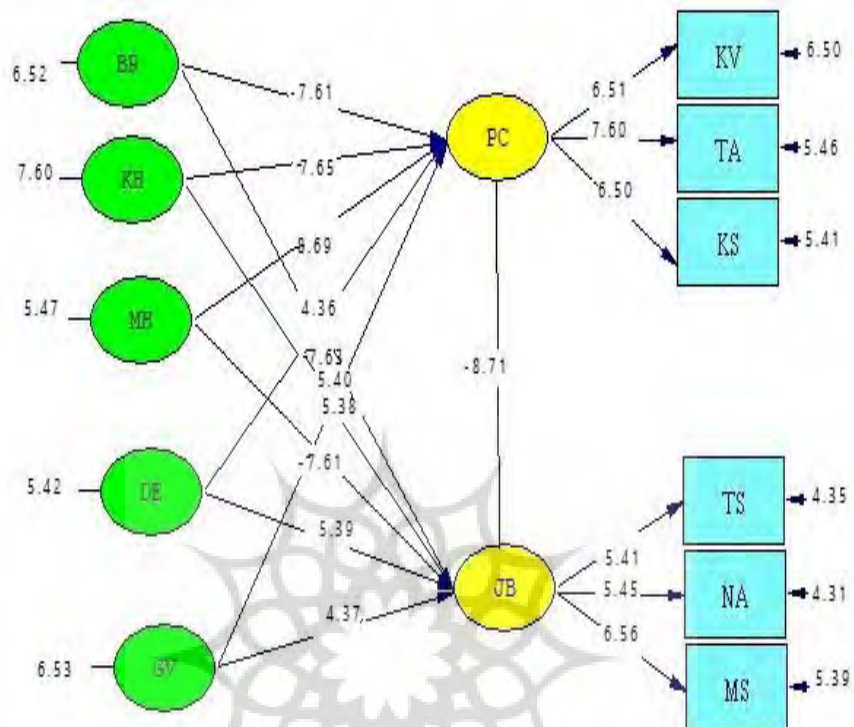 BB
6.52
KH
7.60
MH
5.47
DE
5.42
GV
6.53
-7.61
-7.65
-8.69
4.36
5.40
5.38
-7.61
5.39
4.37
PC
-8.71
JB
6.51
7.60
6.50
KV
6.50
TA
5.46
KS
5.41
5.41
5.45
6.56
TS
4.35
NA
4.31
MS
5.39